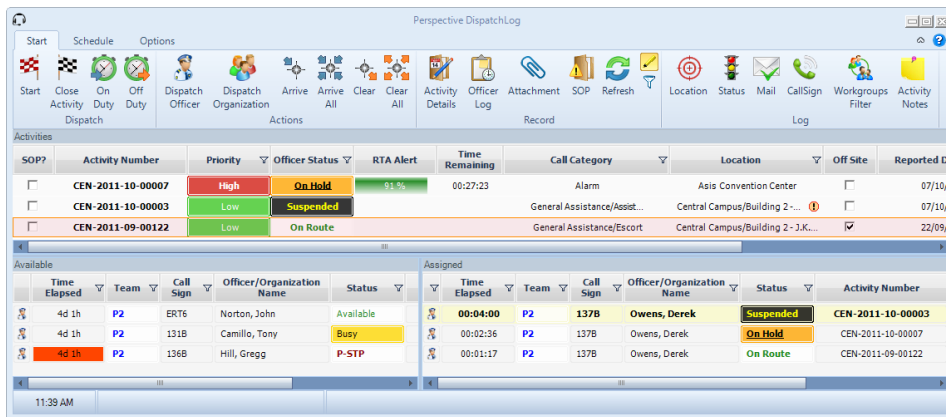 Perspective DispatchLog
Start Schedule Options
Start Close Activity On Duty Off Duty Dispatch Officer Dispatch Organization Arrive Arrive All Clear Clear All Activity Details Officer Log Attachment SOP Refresh Location Status Mail CallSign Workgroups Filter Activity Notes
Dispatch Actions Record Log
Activities
SOP? Activity Number Priority Officer Status RTA Alert Time Remaining Call Category Location Off Site Reported D
CEN-2011-10-00007 High On Hold 91 % 00:27:23 Alarm Asis Convention Center 07/10/
CEN-2011-10-00003 Low Suspended General Assistance/Assist... Central Campus/Building 2 -... 07/10/
CEN-2011-09-00122 Low On Route General Assistance/Escort Central Campus/Building 2 - J.K.... 22/09/
Available Assigned
Time Elapsed Team Call Sign Officer/Organization Name Status Time Elapsed Team Call Sign Officer/Organization Name Status Activity Number
4d 1h P2 ERT6 Norton, John Available 00:04:00 P2 137B Owens, Derek Suspended CEN-2011-10-00003
4d 1h P2 131B Camillo, Tony Busy 00:02:36 P2 137B Owens, Derek On Hold CEN-2011-10-00007
4d 1h P2 136B Hill, Gregg P-STP 00:01:17 P2 137B Owens, Derek On Route CEN-2011-09-00122
11:39 AM